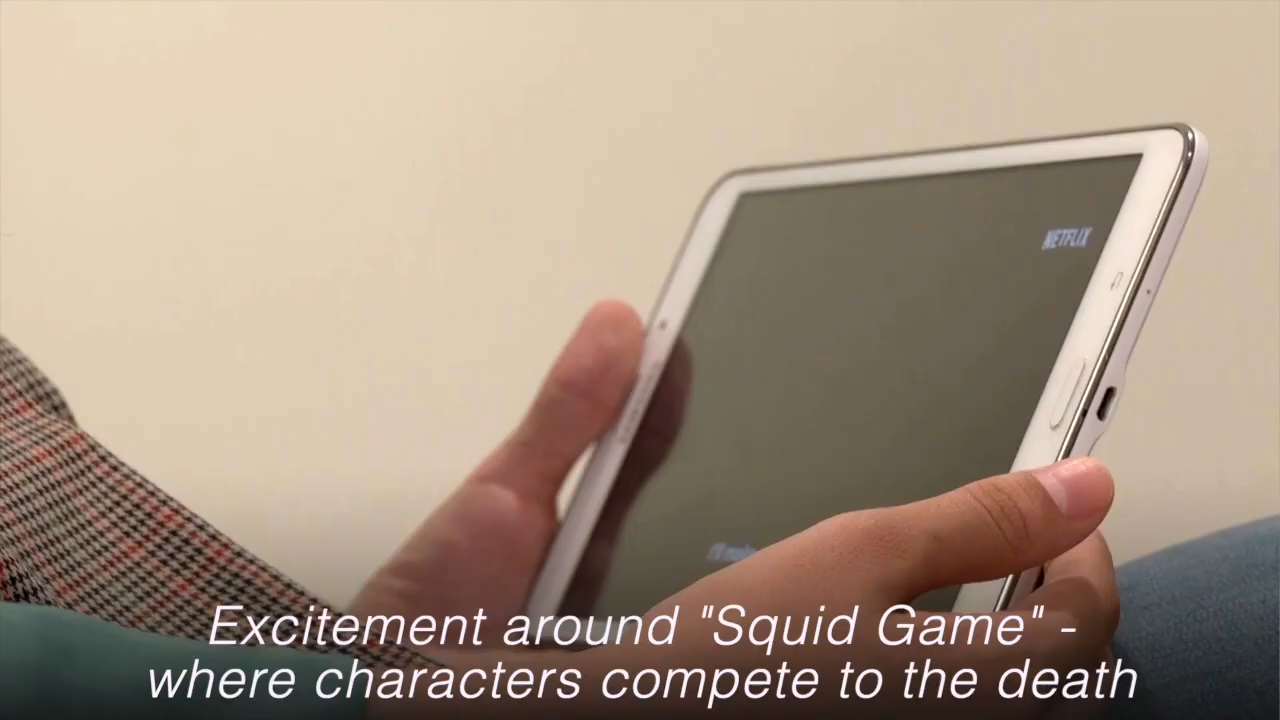 NETFLIX
Excitement around "Squid Game" -
where characters compete to the death